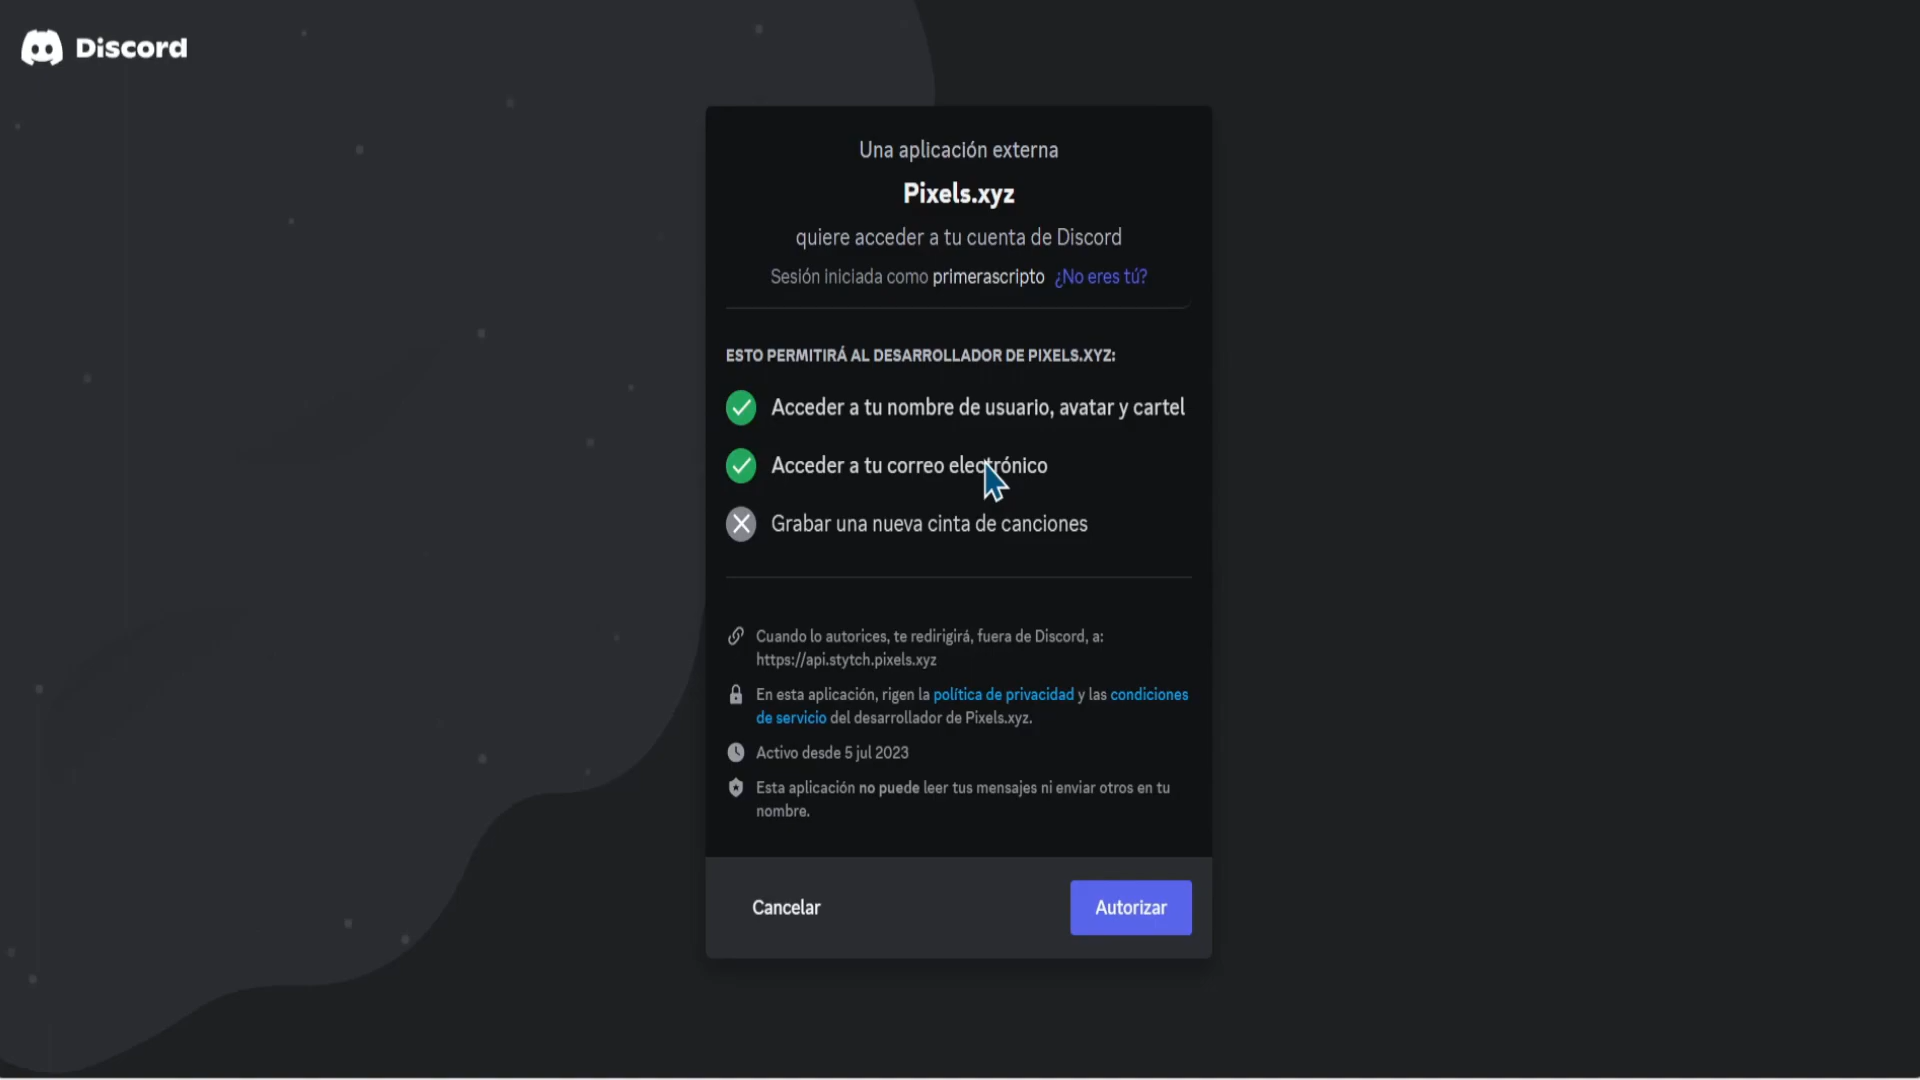 Discord
Una aplicación externa
Pixels.xyz
quiere acceder a tu cuenta de Discord
Sesión iniciada como primerascripto ¿No eres tú?
ESTO PERMITIRÁ AL DESARROLLADOR DE PIXELS.XYZ:
Acceder a tu nombre de usuario, avatar y cartel
Acceder a tu correo electrónico
Grabar una nueva cinta de canciones
Cuando lo autorices, te redirigirá, fuera de Discord, a:
https://api.stytch.pixels.xyz
En esta aplicación, rigen la política de privacidad y las condiciones
de servicio del desarrollador de Pixels.xyz.
Activo desde 5 jul 2023
Esta aplicación no puede leer tus mensajes ni enviar otros en tu
nombre.
Cancelar
Autorizar